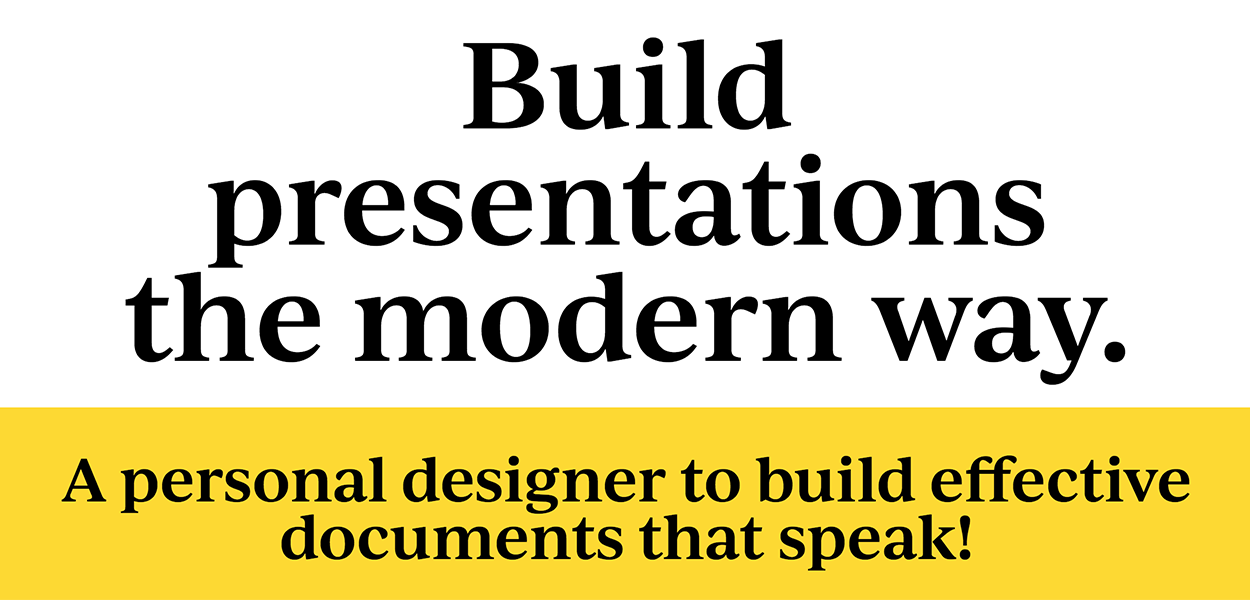 Build
presentations
the modern way.
A personal designer to build effective
documents that speak!